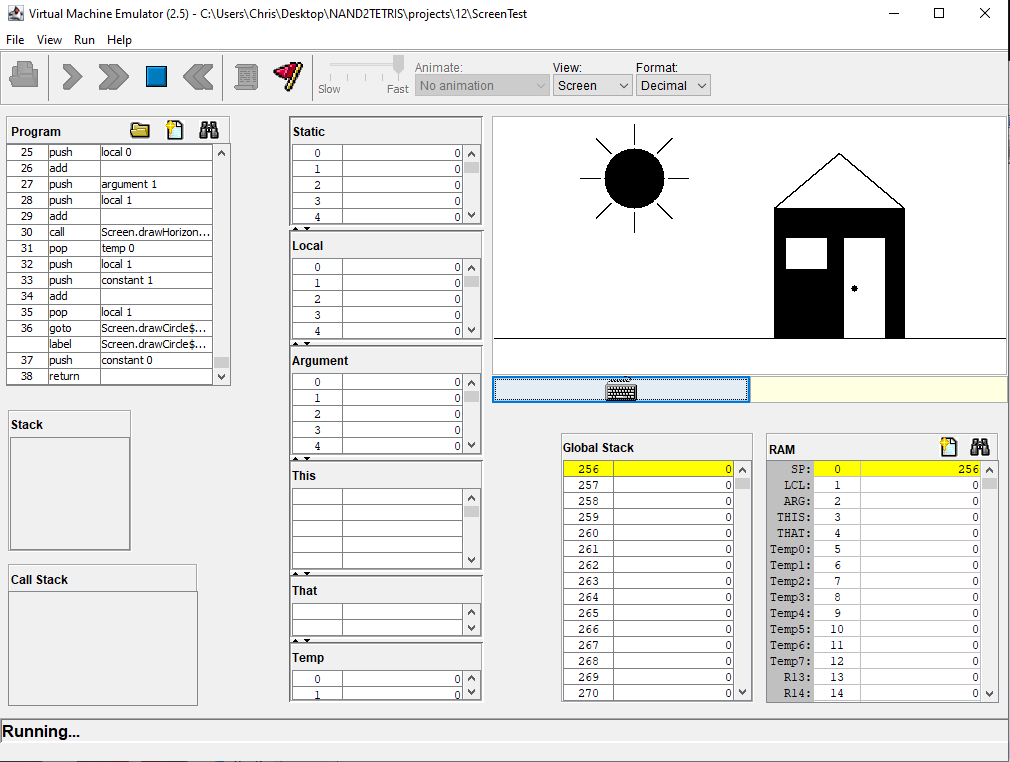 Virtual Machine Emulator (2.5) - C:\Users\Chris\Desktop\NAND2TETRIS\projects\12\ScreenTest
File View Run Help
Slow Fast
Animate:
No animation
View:
Screen
Format:
Decimal
Program
25 push local 0
26 add
27 push argument 1
28 push local 1
29 add
30 call Screen.drawHorizon...
31 pop temp 0
32 push local 1
33 push constant 1
34 add
35 pop local 1
36 goto Screen.drawCircle$...
label Screen.drawCircle$...
37 push constant 0
38 return
Stack
Call Stack
Static
0 0
1 0
2 0
3 0
4 0
Local
0 0
1 0
2 0
3 0
4 0
Argument
0 0
1 0
2 0
3 0
4 0
This
That
Temp
0 0
1 0
Global Stack
256 0
257 0
258 0
259 0
260 0
261 0
262 0
263 0
264 0
265 0
266 0
267 0
268 0
269 0
270 0
RAM
SP: 0 256
LCL: 1 0
ARG: 2 0
THIS: 3 0
THAT: 4 0
Temp0: 5 0
Temp1: 6 0
Temp2: 7 0
Temp3: 8 0
Temp4: 9 0
Temp5: 10 0
Temp6: 11 0
Temp7: 12 0
R13: 13 0
R14: 14 0
Running...